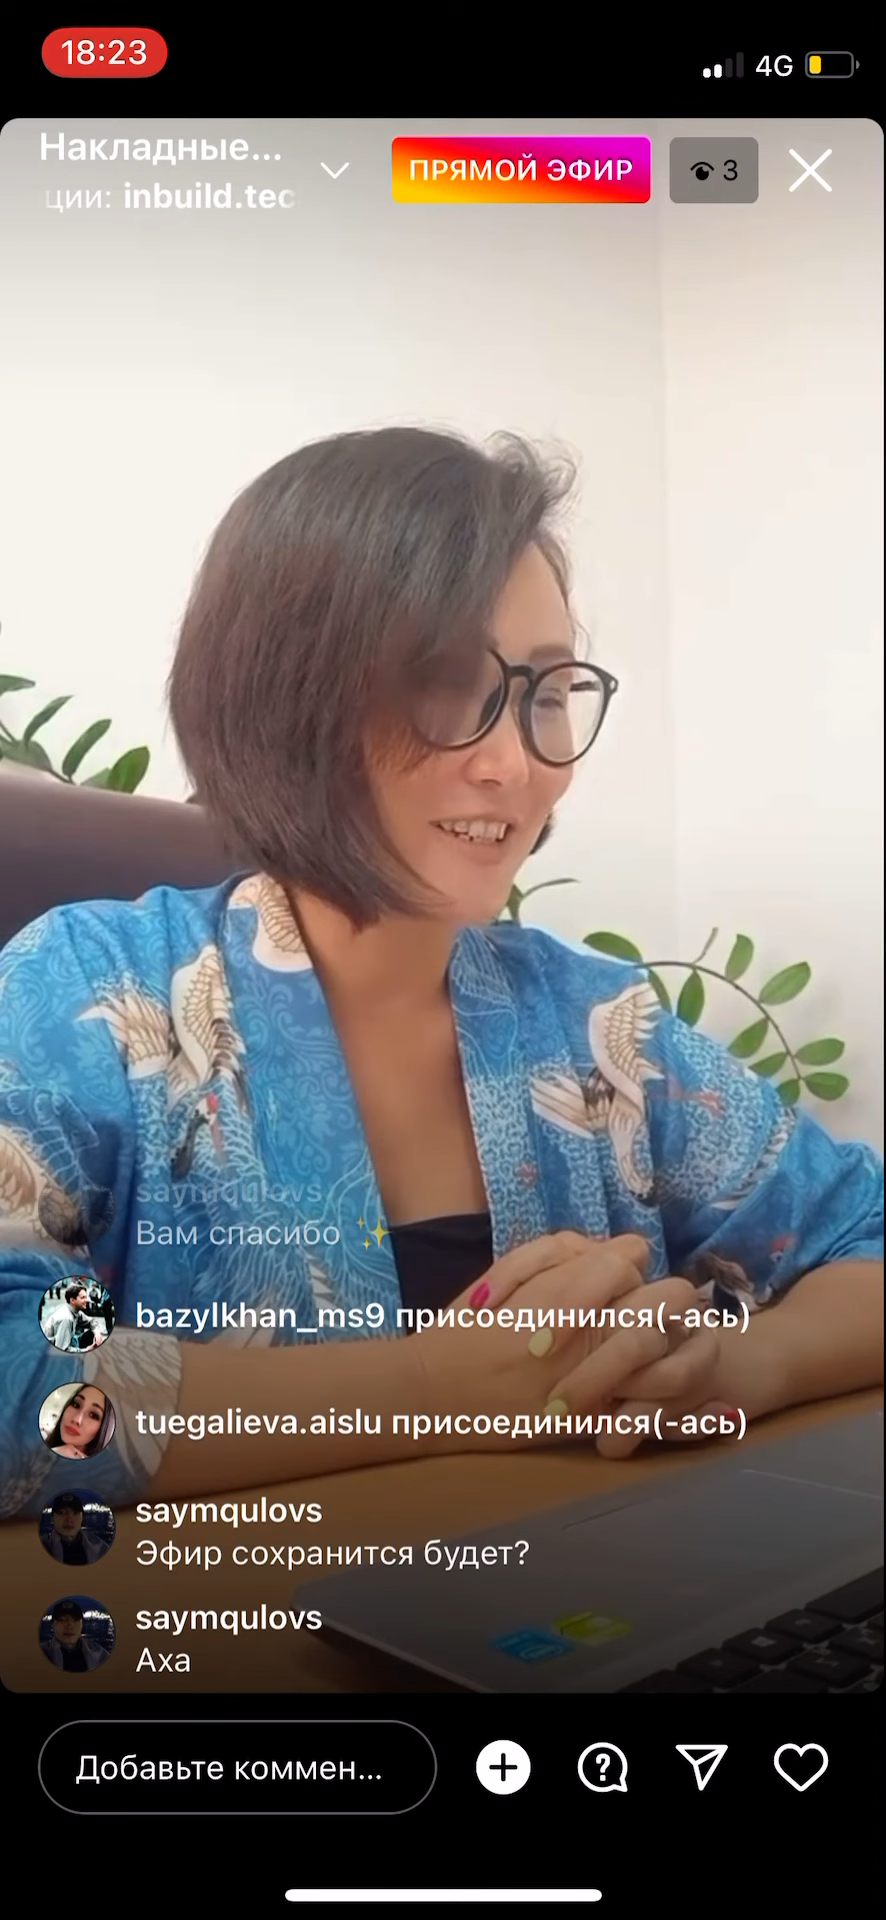 18:23
4G
Накладные...
ции: inbuild.tec
ПРЯМОЙ ЭФИР
3
saymqulovs
Вам спасибо ✨
bazylkhan_ms9 присоединился(-ась)
tuegalieva.aislu присоединился(-ась)
saymqulovs
Эфир сохранится будет?
saymqulovs
Аха
Добавьте коммен...